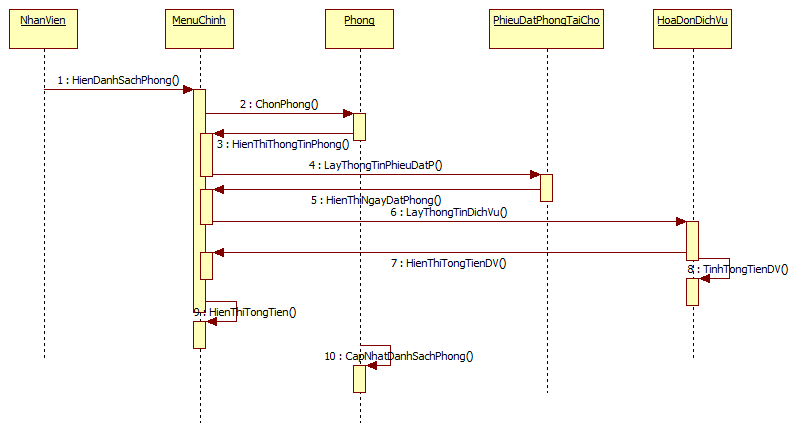 NhanVien
MenuChinh
Phong
PhieuDatPhongTaiCho
HoaDonDichVu
1 : HienDanhSachPhong()
2 : ChonPhong()
3 : HienThiThongTinPhong()
4 : LayThongTinPhieuDatP()
5 : HienThiNgayDatPhong()
6 : LayThongTinDichVu()
7 : HienThiTongTienDV()
8 : TinhTongTienDV()
9 : HienThiTongTien()
10 : CapNhatDanhSachPhong()